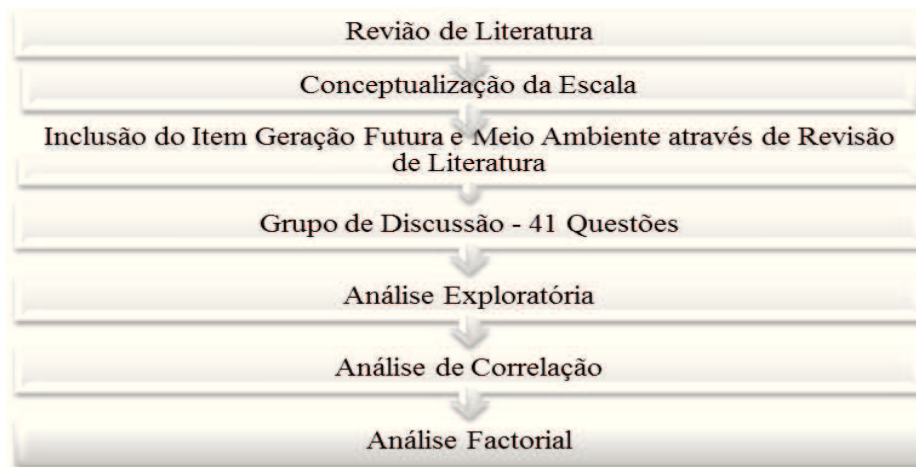 Revião de Literatura
Conceptualização da Escala
Inclusão do Item Geração Futura e Meio Ambiente através de Revisão
de Literatura
Grupo de Discussão - 41 Questões
Análise Exploratória
Análise de Correlação
Análise Factorial